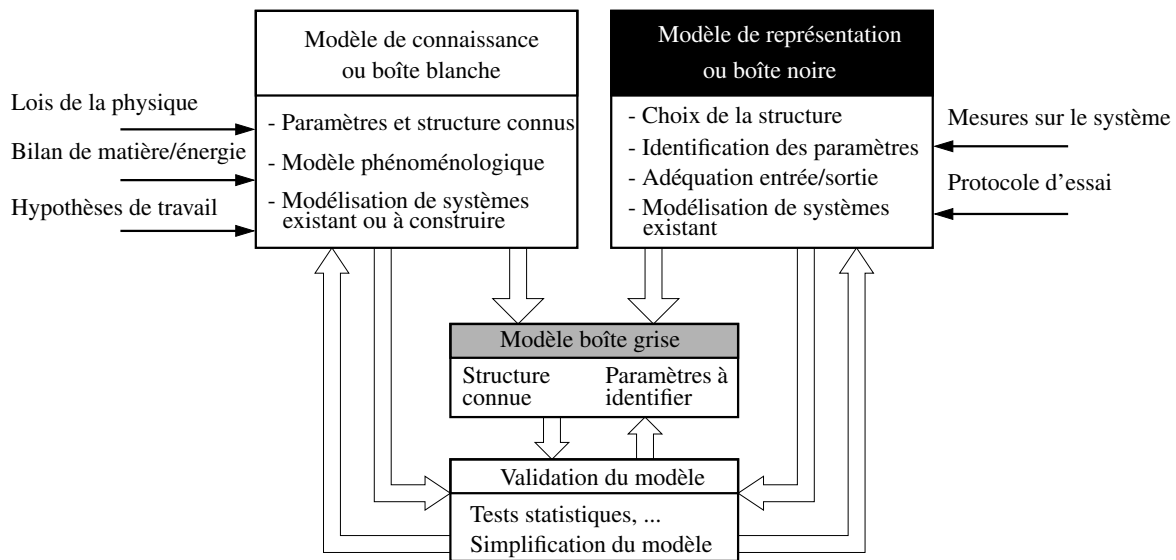 Modèle de connaissance
ou boîte blanche
Modèle de représentation
ou boîte noire
Lois de la physique
Bilan de matière/énergie
Hypothèses de travail
- Paramètres et structure connus
- Modèle phénoménologique
- Modélisation de systèmes
existant ou à construire
- Choix de la structure
- Identification des paramètres
- Adéquation entrée/sortie
- Modélisation de systèmes
existant
Mesures sur le système
Protocole d'essai
Modèle boîte grise
Structure
connue
Paramètres à
identifier
Validation du modèle
Tests statistiques, ...
Simplification du modèle